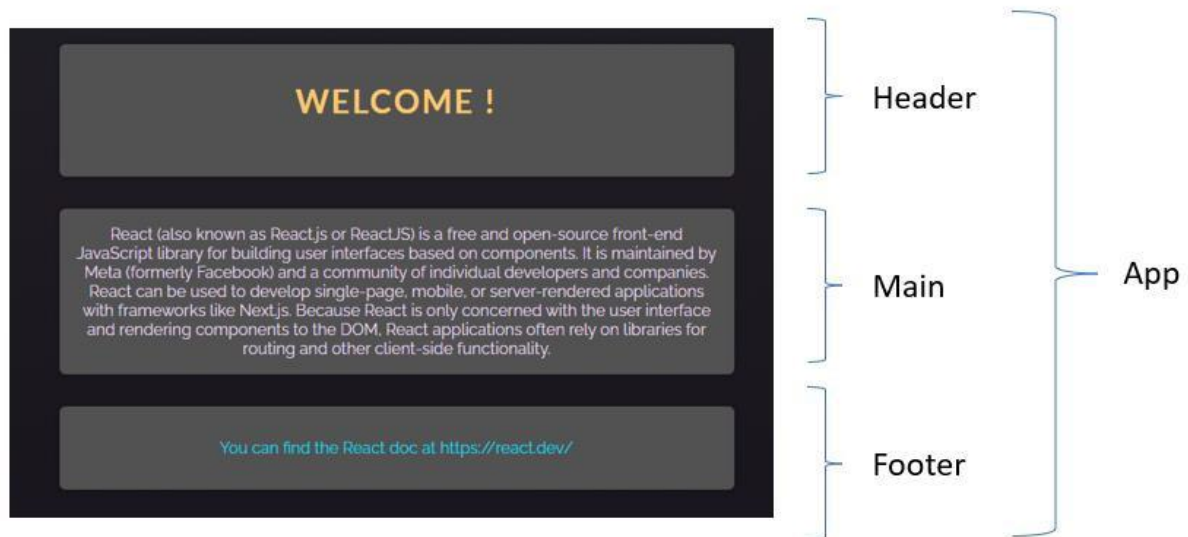 WELCOME !
Header
React (also known as React.js or ReactJS) is a free and open-source front-end
JavaScript library for building user interfaces based on components. It is maintained by
Meta (formerly Facebook) and a community of individual developers and companies.
React can be used to develop single-page, mobile, or server-rendered applications
with frameworks like Next.js. Because React is only concerned with the user interface
and rendering components to the DOM, React applications often rely on libraries for
routing and other client-side functionality.
Main
App
You can find the React doc at https://react.dev/
Footer